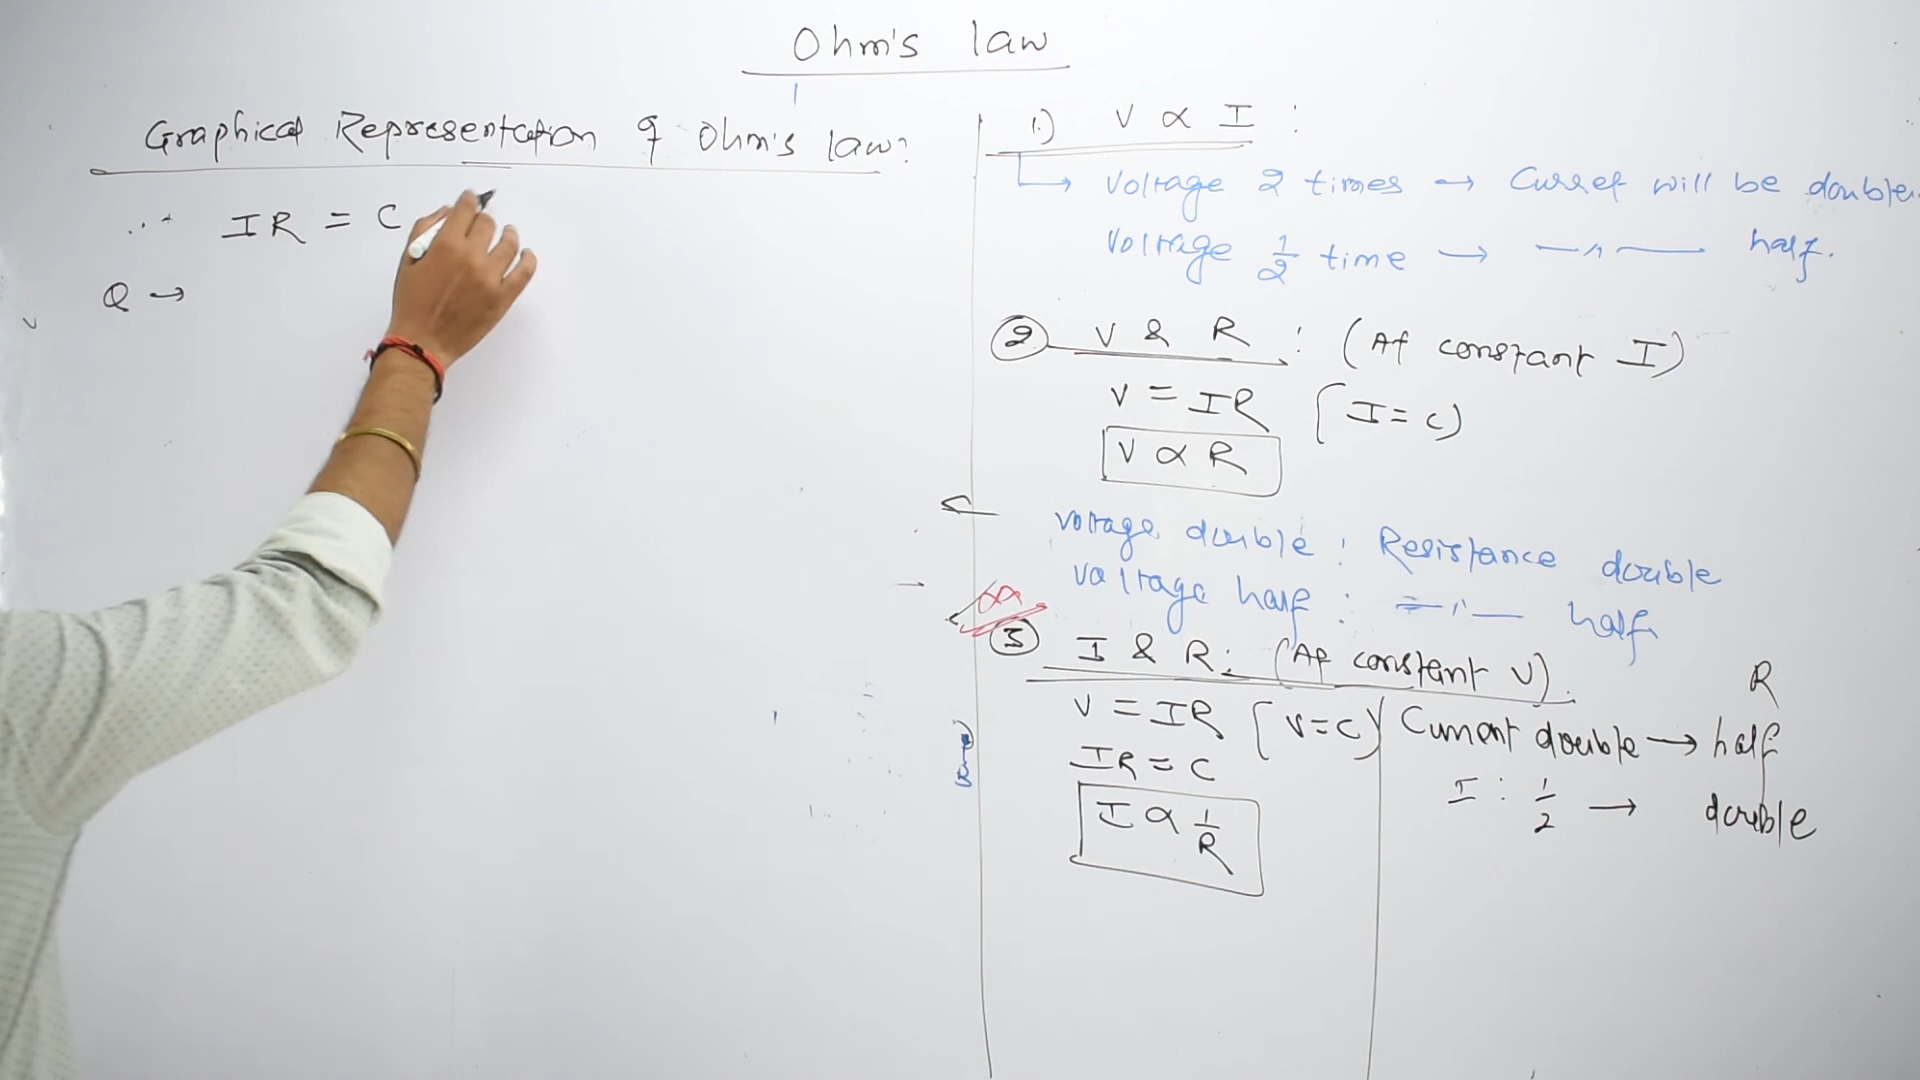 Ohm's law
Graphical Representation of Ohm's law:
∴ IR = C
Q →
1.) V ∝ I :
Voltage 2 times → Current will be double.
Voltage 1/2 time → —〃— half.
② V & R : (At constant I)
V = IR [I = C)
V ∝ R
Voltage double : Resistance double
Voltage half : —〃— half
③ I & R : (At constant V).
V = IR [V = C)
IR = C
I ∝ 1/R
R
Current double → half
I : 1/2 → double